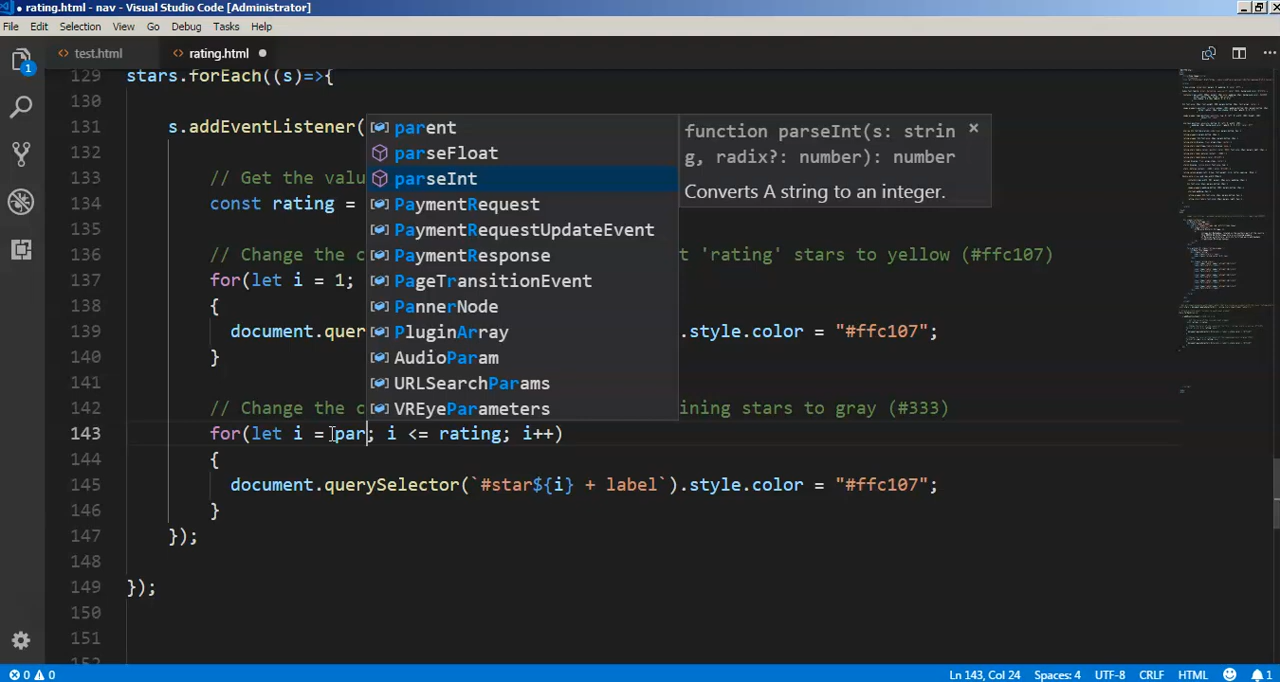 rating.html - nav - Visual Studio Code [Administrator]
File Edit Selection View Go Debug Tasks Help
1 test.html rating.html
129 stars.forEach((s)=>{
130
131 s.addEventListener(
132
133 // Get the valu
134 const rating =
135
136 // Change the c t 'rating' stars to yellow (#ffc107)
137 for(let i = 1;
138 {
139 document.quer .style.color = "#ffc107";
140 }
141
142 // Change the c ining stars to gray (#333)
143 for(let i = par; i <= rating; i++)
144 {
145 document.querySelector(`#star${i} + label`).style.color = "#ffc107";
146 }
147 });
148
149 });
150
151
parent
parseFloat
parseInt
PaymentRequest
PaymentRequestUpdateEvent
PaymentResponse
PageTransitionEvent
PannerNode
PluginArray
AudioParam
URLSearchParams
VREyeParameters
function parseInt(s: strin
g, radix?: number): number
Converts A string to an integer.
0 0 Ln 143, Col 24 Spaces: 4 UTF-8 CRLF HTML 1